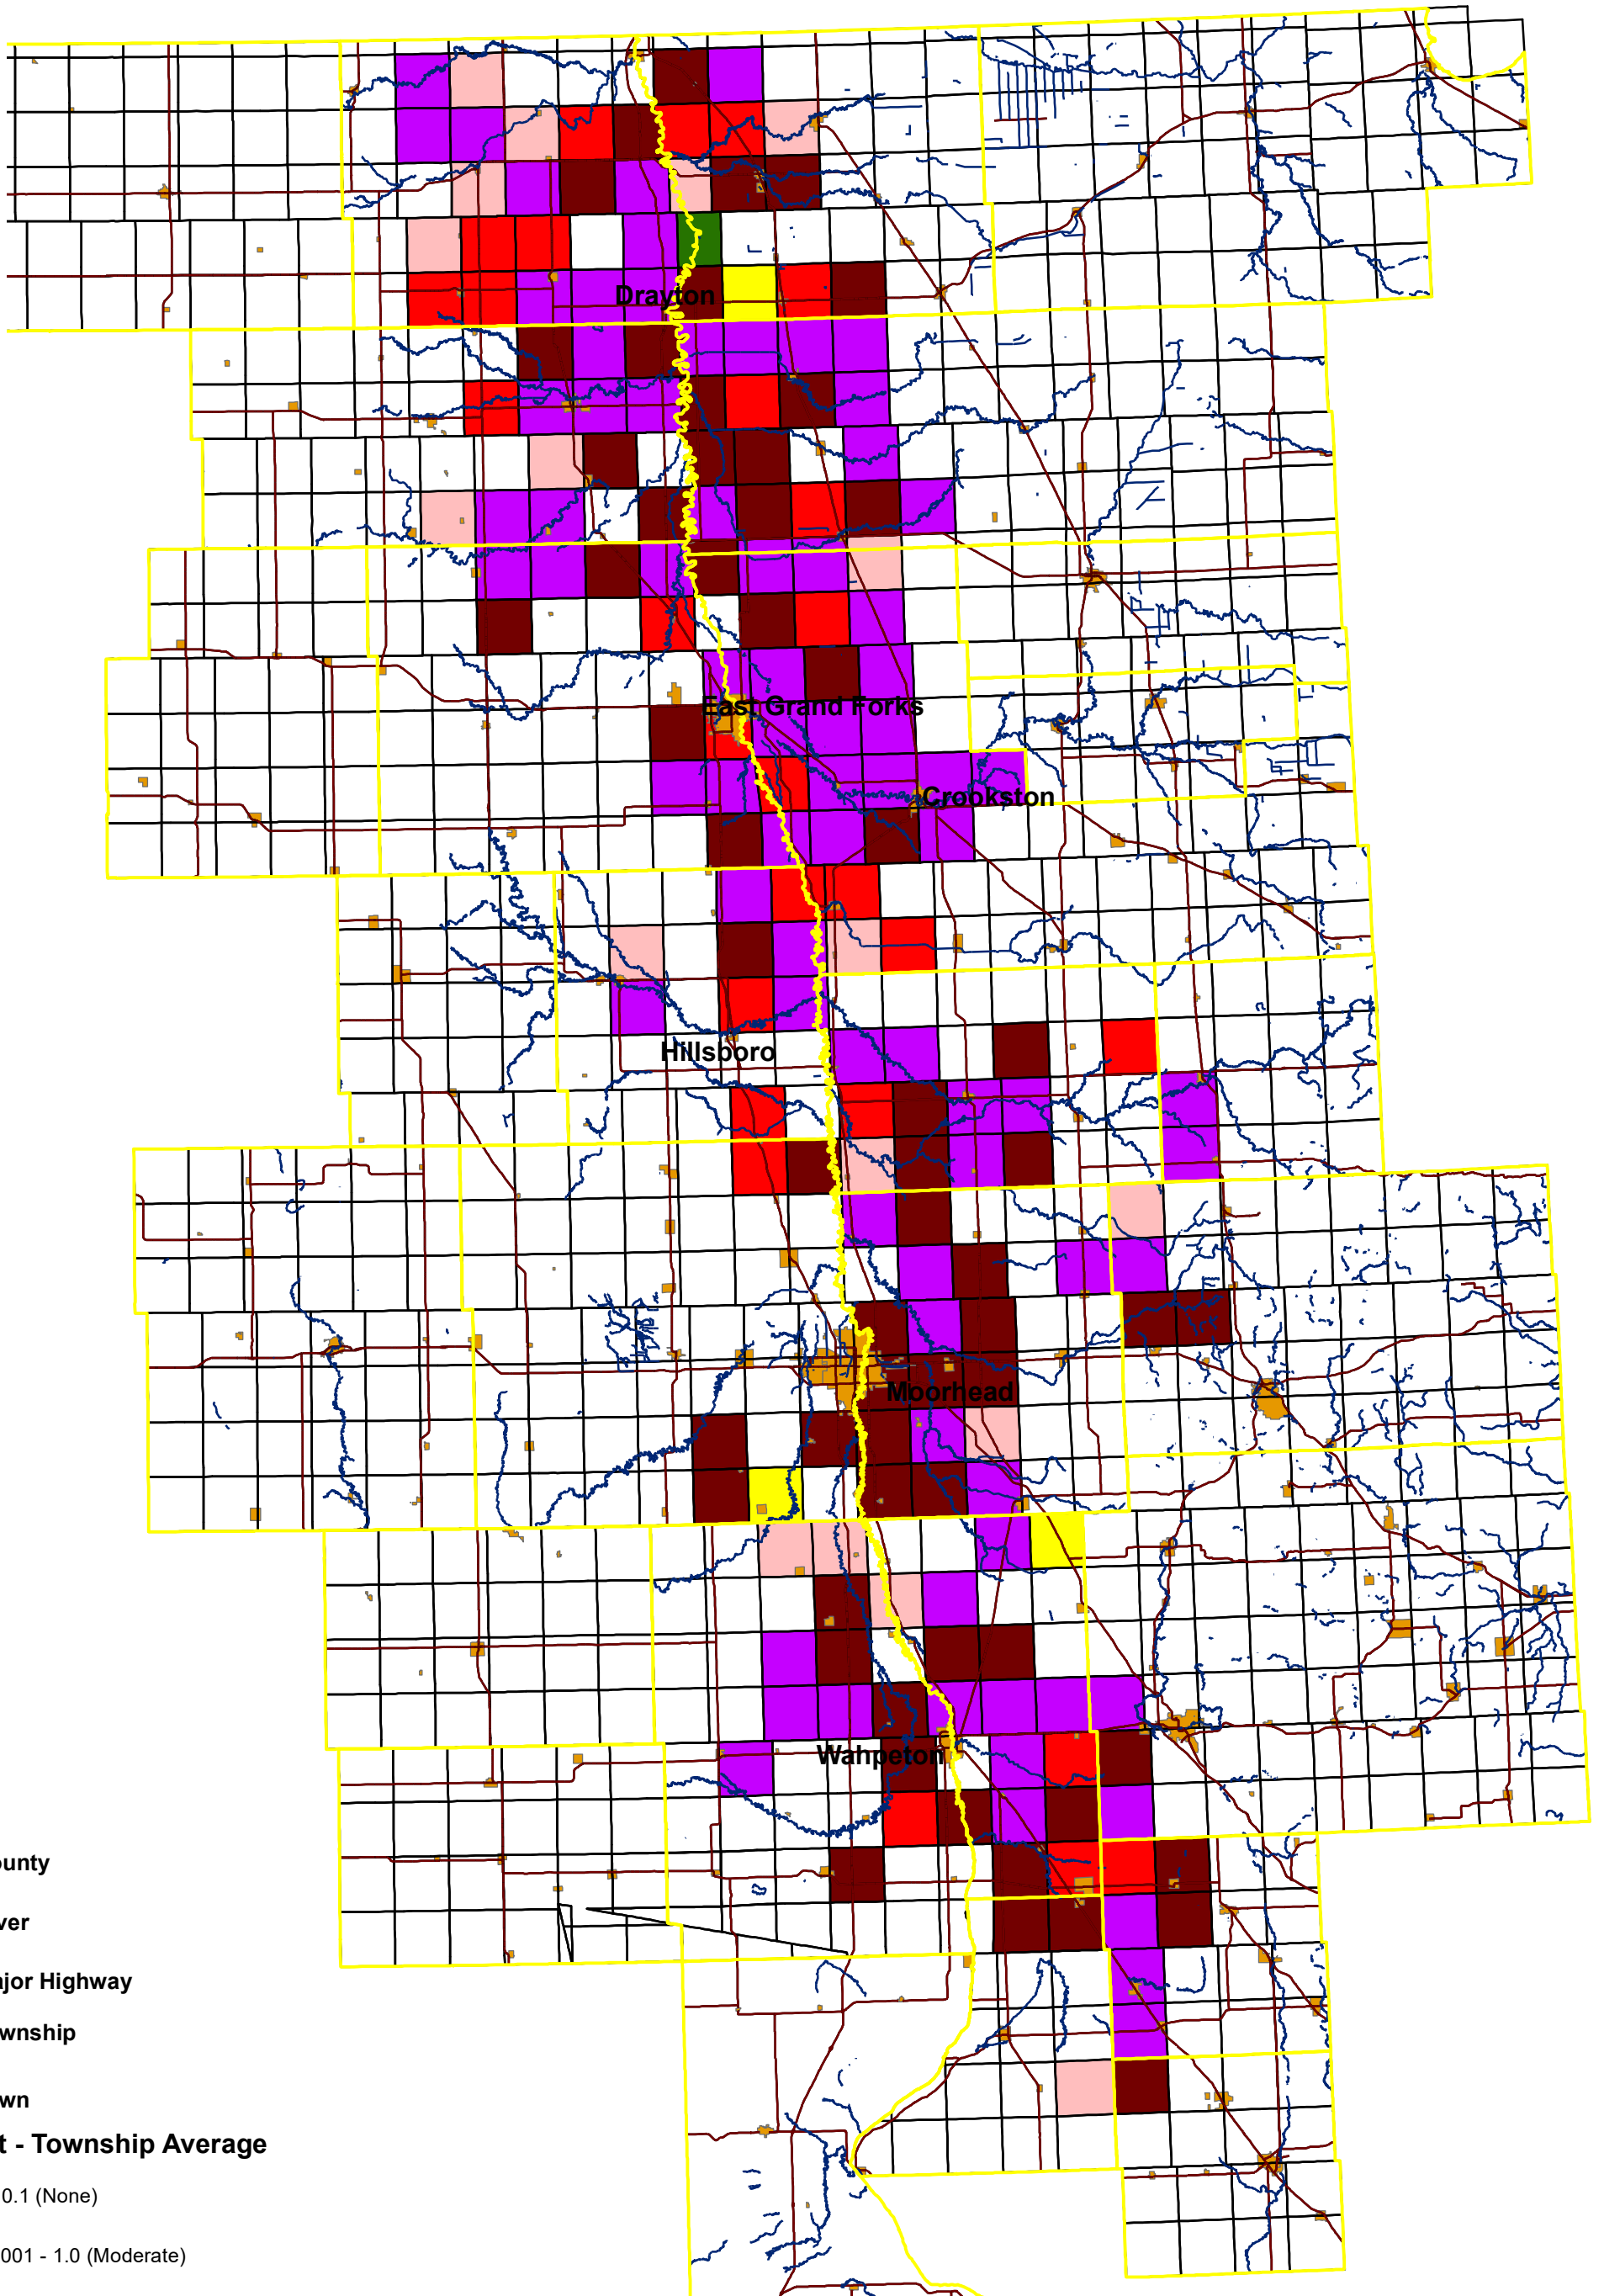 Drayton
East Grand Forks
Crookston
Hillsboro
Moorhead
Wahpeton
ounty
ver
ajor Highway
wnship
wn
t - Township Average
0.1 (None)
001 - 1.0 (Moderate)